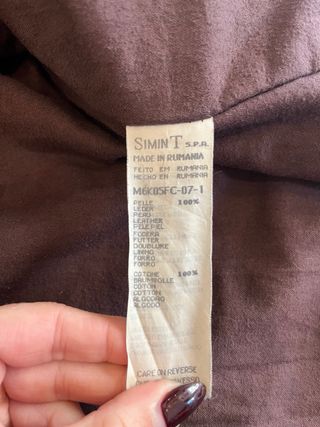 SIMINT S.P.A.
MADE IN RUMANIA
FEITO EM RUMANIA
HECHO EN RUMANIA
M6K05FC-07-1
PELLE 100%
LEDER
PEAU
LEATHER
PELE PIEL
FODERA
FUTTER
DOUBLURE
LINING
FORRO
FORRO
COTONE 100%
BAUMWOLLE
COTON
COTTON
ALGODAO
ALGODO
CARE ON REVERSE